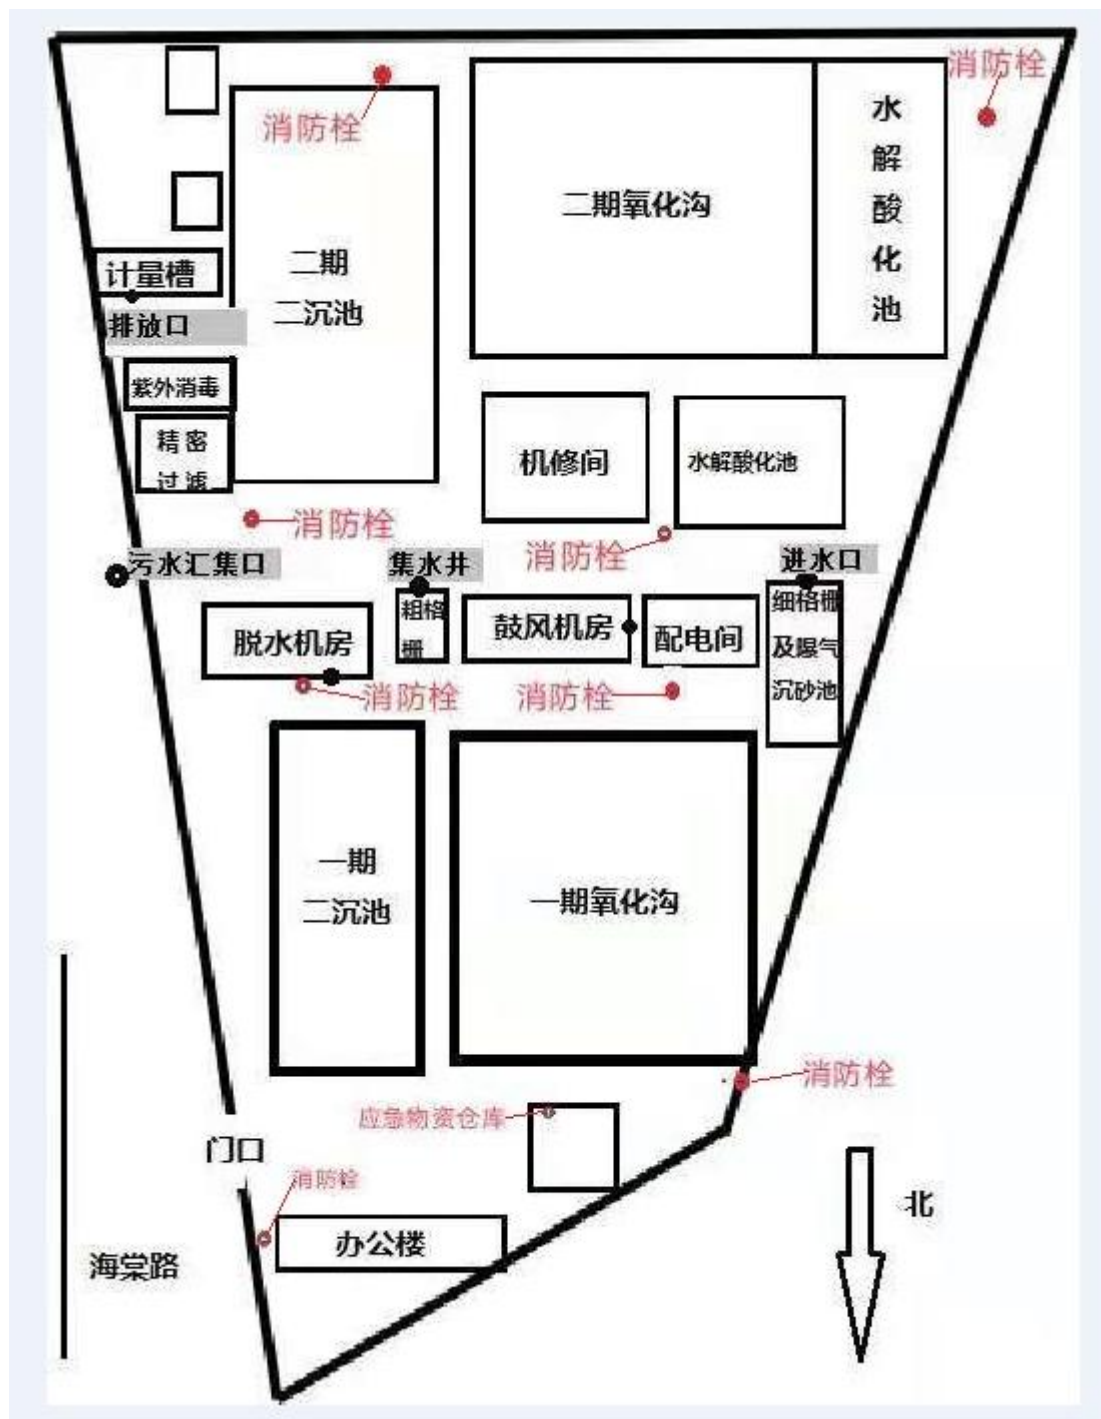 消防栓
消防栓
水
解
酸
化
池
二期氧化沟
二期
二沉池
计量槽
排放口
紫外消毒
精密
过滤
机修间
水解酸化池
消防栓
消防栓
污水汇集口
集水井
进水口
粗格
栅
细格栅
及曝气
沉砂池
脱水机房
鼓风机房
配电间
消防栓
消防栓
一期
二沉池
一期氧化沟
消防栓
应急物资仓库
门口
消防栓
办公楼
海棠路
北